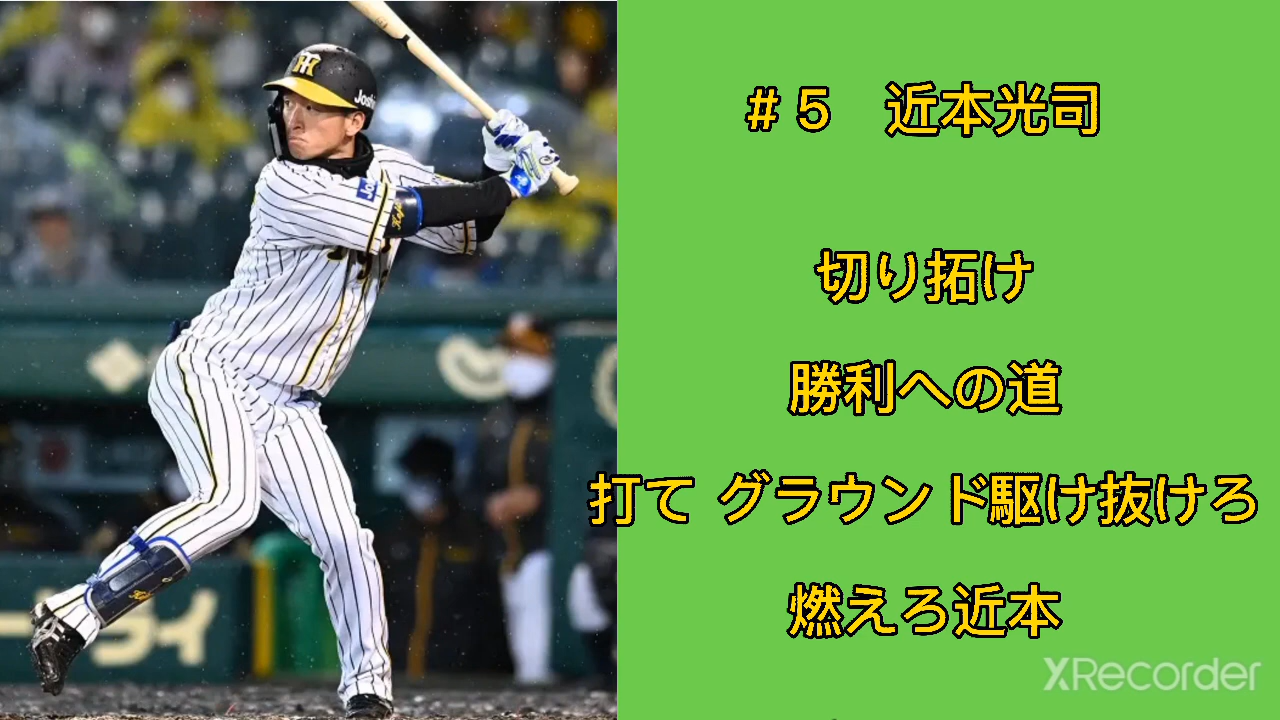 #5 近本光司
切り拓け
勝利への道
打て グラウンド駆け抜けろ
燃えろ近本
XRecorder